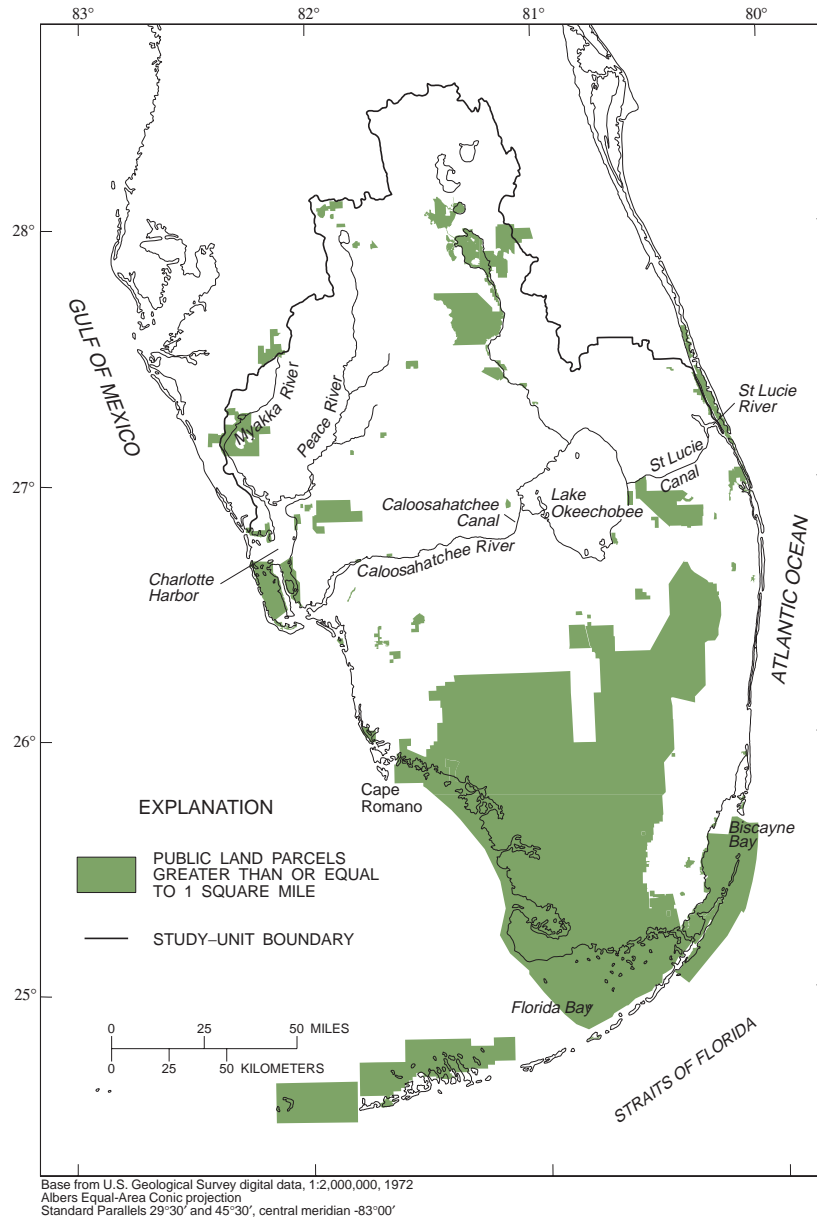 83°
82°
81°
80°
28°
27°
26°
25°
GULF OF MEXICO
Myakka River
Peace River
St Lucie
River
St Lucie
Canal
Caloosahatchee
Canal
Lake
Okeechobee
Caloosahatchee River
Charlotte
Harbor
ATLANTIC OCEAN
Cape
Romano
Biscayne
Bay
Florida Bay
STRAITS OF FLORIDA
EXPLANATION
PUBLIC LAND PARCELS
GREATER THAN OR EQUAL
TO 1 SQUARE MILE
STUDY–UNIT BOUNDARY
0 25 50 MILES
0 25 50 KILOMETERS
82°
81°
80°
Base from U.S. Geological Survey digital data, 1:2,000,000, 1972
Albers Equal-Area Conic projection
Standard Parallels 29°30′ and 45°30′, central meridian -83°00′